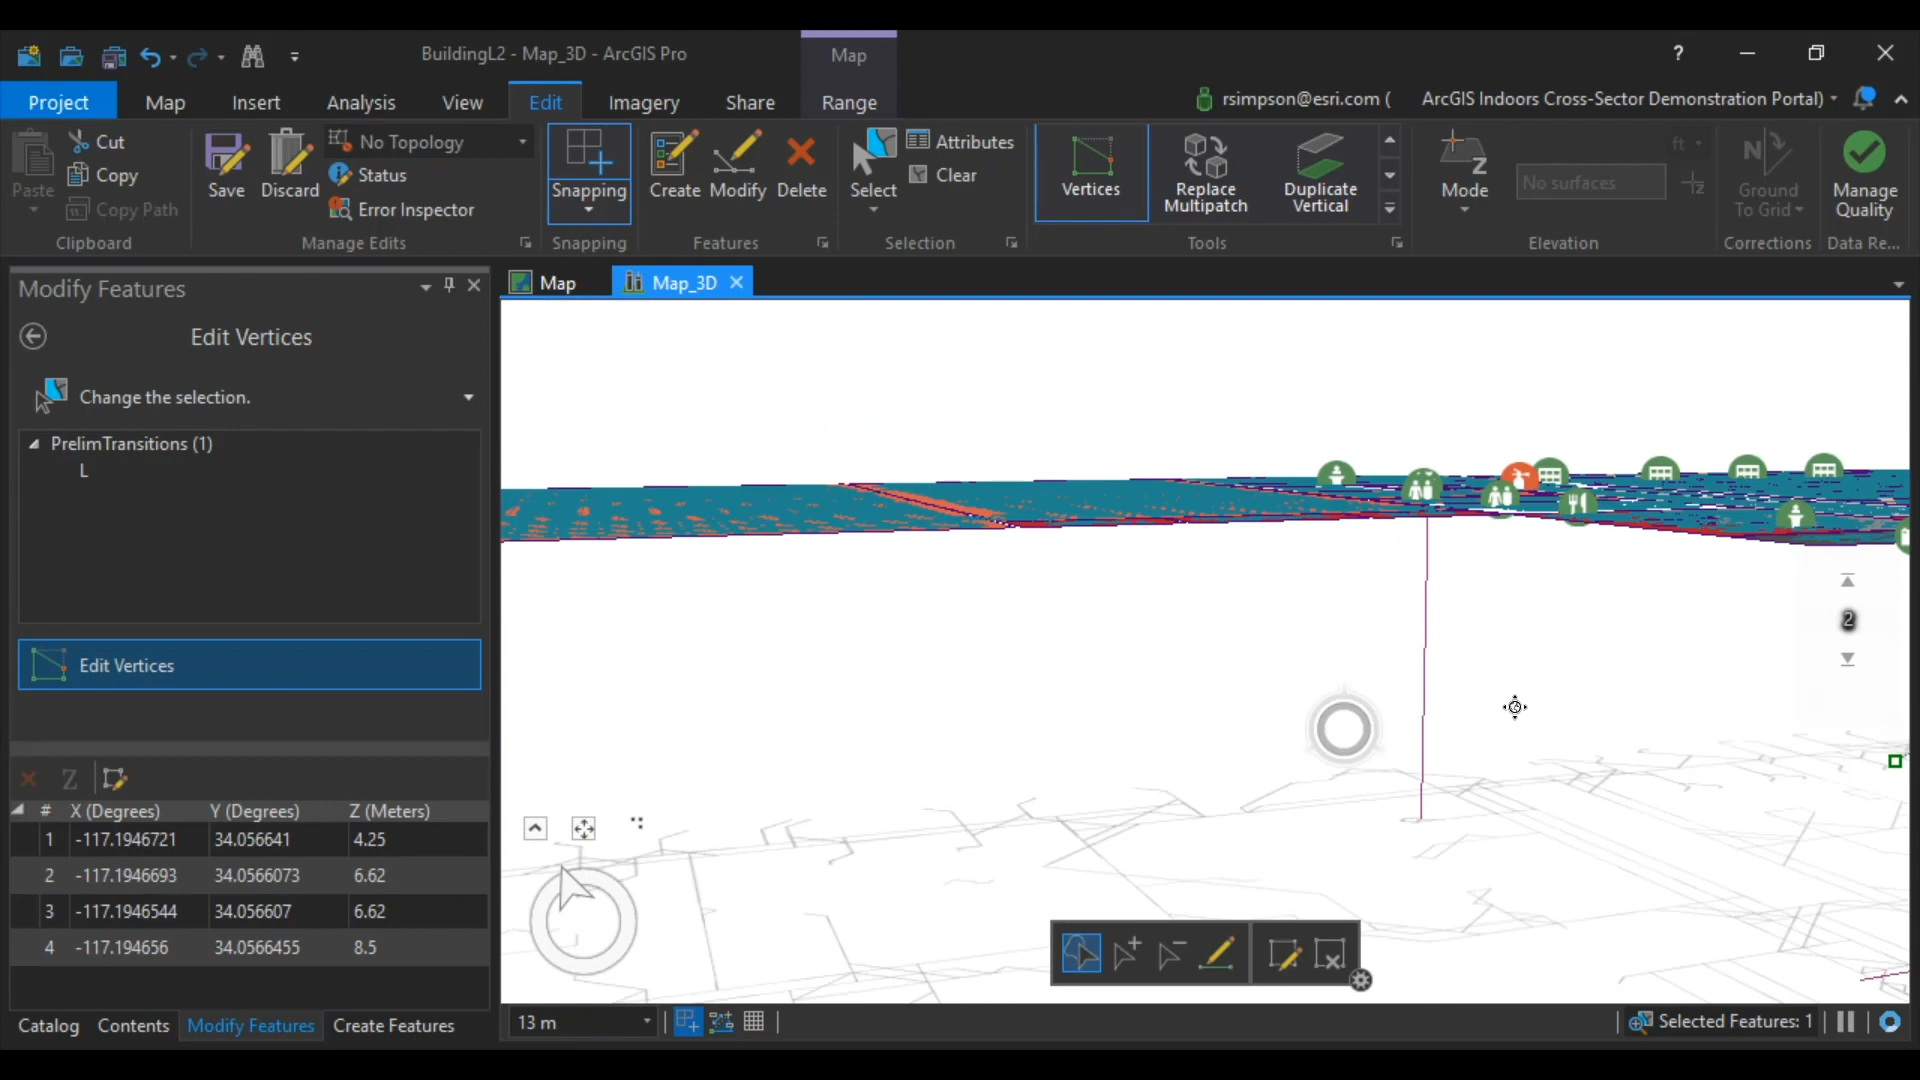 BuildingL2 - Map_3D - ArcGIS Pro
Map
?
Project
Map
Insert
Analysis
View
Edit
Imagery
Share
Range
rsimpson@esri.com (
ArcGIS Indoors Cross-Sector Demonstration Portal)
Paste
Cut
Copy
Copy Path
Clipboard
Save
Discard
No Topology
Status
Error Inspector
Manage Edits
Snapping
Snapping
Create
Modify
Delete
Features
Select
Attributes
Clear
Selection
Vertices
Replace
Multipatch
Duplicate
Vertical
Tools
Z
Mode
No surfaces
ft
Elevation
N
Ground
To Grid
Corrections
Manage
Quality
Data Re...
Modify Features
Edit Vertices
Change the selection.
PrelimTransitions (1)
L
Edit Vertices
Z
# X (Degrees) Y (Degrees) Z (Meters)
1 -117.1946721 34.056641 4.25
2 -117.1946693 34.0566073 6.62
3 -117.1946544 34.056607 6.62
4 -117.194656 34.0566455 8.5
Catalog
Contents
Modify Features
Create Features
Map
Map_3D
2
13 m
Selected Features: 1